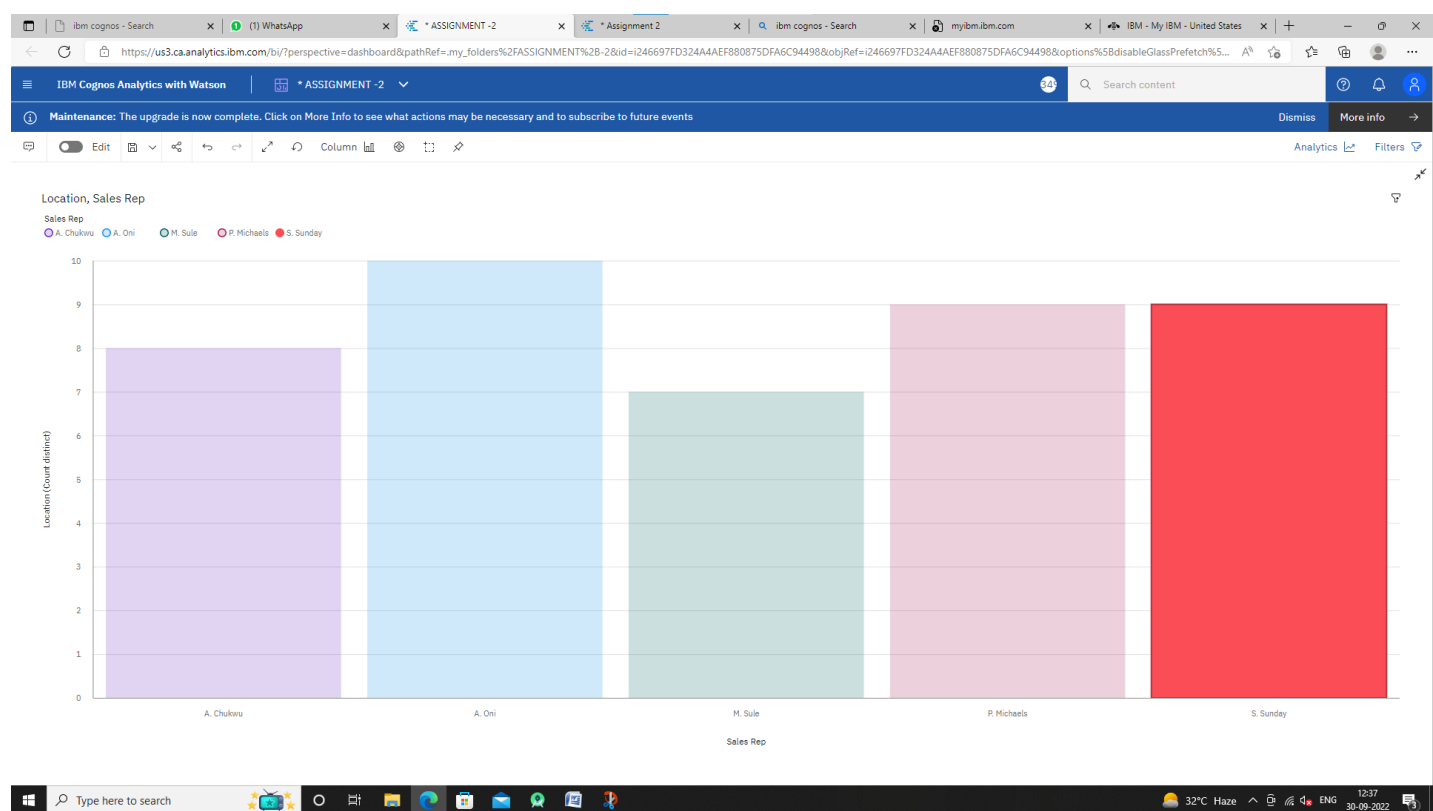 ibm cognos - Search
(1) WhatsApp
* ASSIGNMENT -2
* Assignment 2
ibm cognos - Search
myibm.ibm.com
IBM - My IBM - United States
https://us3.ca.analytics.ibm.com/bi/?perspective=dashboard&pathRef=.my_folders%2FASSIGNMENT%2B-2&id=i246697FD324A4AEF880875DFA6C94498&objRef=i246697FD324A4AEF880875DFA6C94498&options%5BdisableGlassPrefetch%5...
IBM Cognos Analytics with Watson
* ASSIGNMENT -2
Search content
Maintenance: The upgrade is now complete. Click on More Info to see what actions may be necessary and to subscribe to future events
Dismiss
More info
Edit
Column
Analytics
Filters
Location, Sales Rep
Sales Rep
A. Chukwu A. Oni M. Sule P. Michaels S. Sunday
10
9
8
7
6
5
4
3
2
1
0
Location (Count distinct)
A. Chukwu A. Oni M. Sule P. Michaels S. Sunday
Sales Rep
Type here to search
32°C Haze
ENG
12:37
30-09-2022